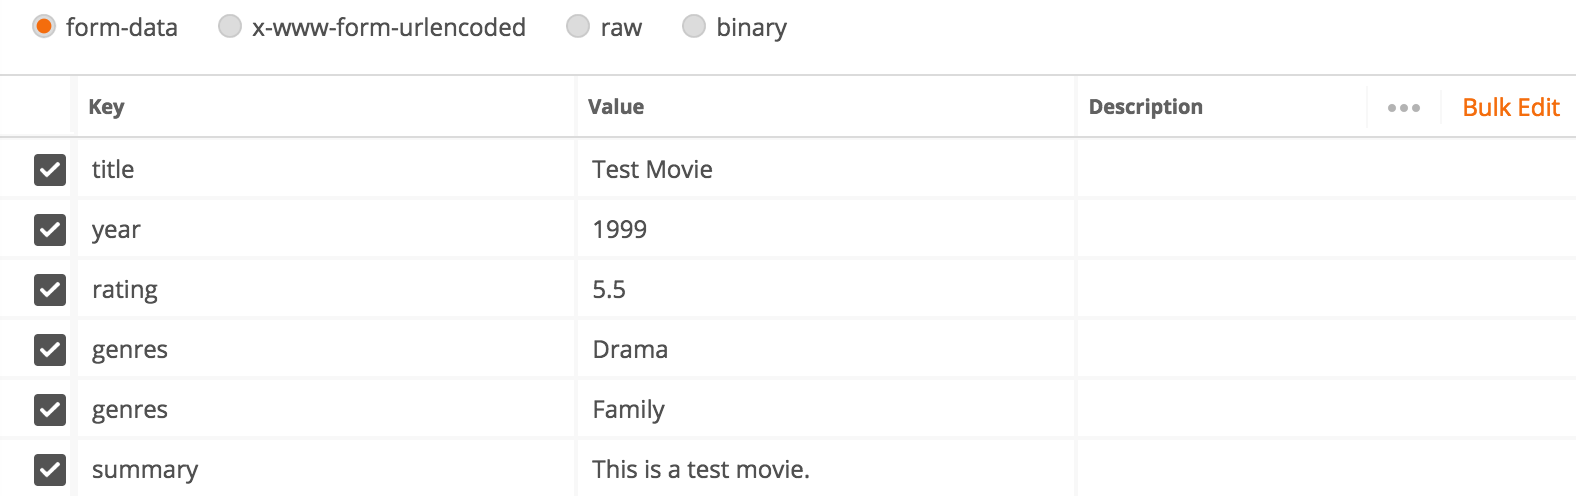 form-data x-www-form-urlencoded raw binary
Key Value Description Bulk Edit
title Test Movie
year 1999
rating 5.5
genres Drama
genres Family
summary This is a test movie.